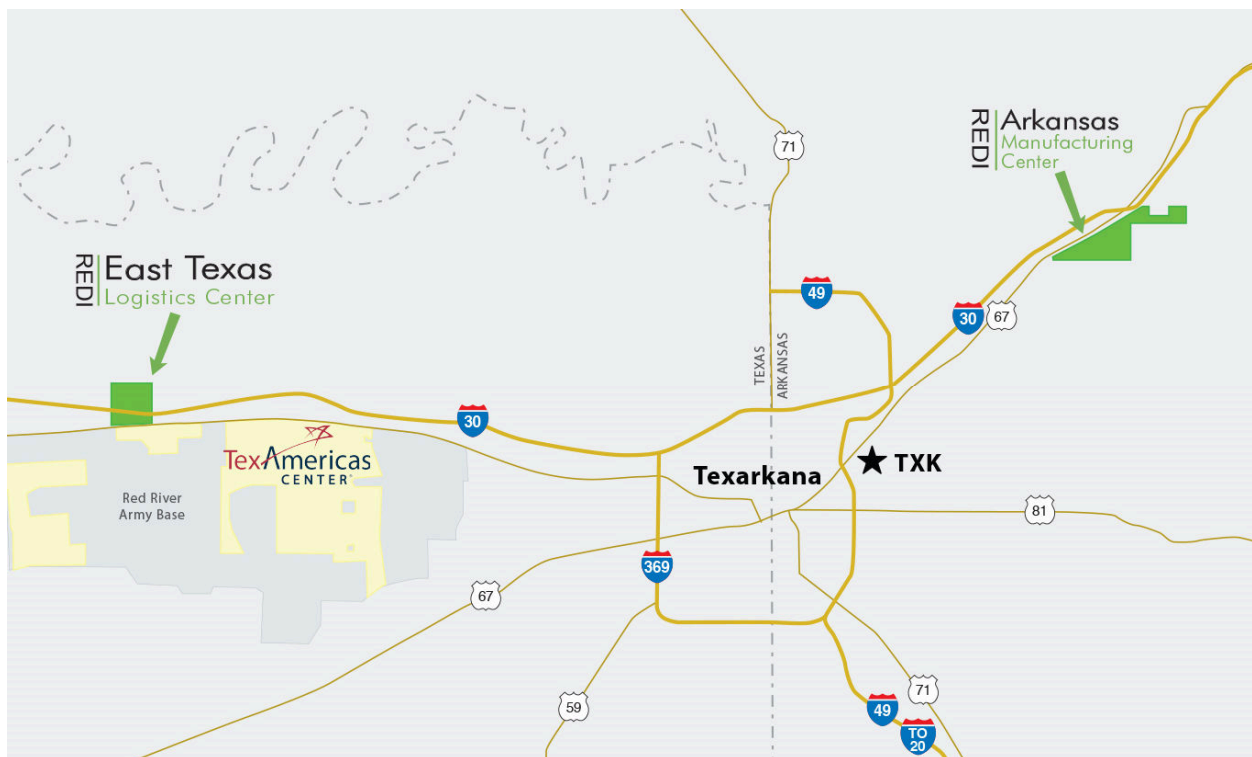 71
REDI
Arkansas
Manufacturing
Center
REDI
East Texas
Logistics Center
49
30
67
TEXAS
ARKANSAS
30
TexAmericas
CENTER
Red River
Army Base
Texarkana
TXK
81
369
67
59
71
49
TO
20